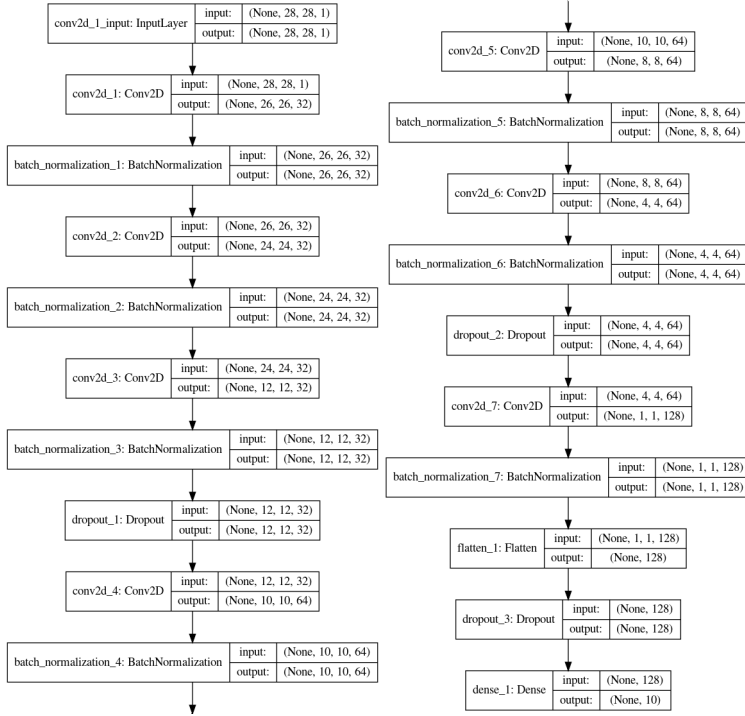 conv2d_1_input: InputLayer input: (None, 28, 28, 1)
output: (None, 28, 28, 1)
conv2d_1: Conv2D input: (None, 28, 28, 1)
output: (None, 26, 26, 32)
batch_normalization_1: BatchNormalization input: (None, 26, 26, 32)
output: (None, 26, 26, 32)
conv2d_2: Conv2D input: (None, 26, 26, 32)
output: (None, 24, 24, 32)
batch_normalization_2: BatchNormalization input: (None, 24, 24, 32)
output: (None, 24, 24, 32)
conv2d_3: Conv2D input: (None, 24, 24, 32)
output: (None, 12, 12, 32)
batch_normalization_3: BatchNormalization input: (None, 12, 12, 32)
output: (None, 12, 12, 32)
dropout_1: Dropout input: (None, 12, 12, 32)
output: (None, 12, 12, 32)
conv2d_4: Conv2D input: (None, 12, 12, 32)
output: (None, 10, 10, 64)
batch_normalization_4: BatchNormalization input: (None, 10, 10, 64)
output: (None, 10, 10, 64)
conv2d_5: Conv2D input: (None, 10, 10, 64)
output: (None, 8, 8, 64)
batch_normalization_5: BatchNormalization input: (None, 8, 8, 64)
output: (None, 8, 8, 64)
conv2d_6: Conv2D input: (None, 8, 8, 64)
output: (None, 4, 4, 64)
batch_normalization_6: BatchNormalization input: (None, 4, 4, 64)
output: (None, 4, 4, 64)
dropout_2: Dropout input: (None, 4, 4, 64)
output: (None, 4, 4, 64)
conv2d_7: Conv2D input: (None, 4, 4, 64)
output: (None, 1, 1, 128)
batch_normalization_7: BatchNormalization input: (None, 1, 1, 128)
output: (None, 1, 1, 128)
flatten_1: Flatten input: (None, 1, 1, 128)
output: (None, 128)
dropout_3: Dropout input: (None, 128)
output: (None, 128)
dense_1: Dense input: (None, 128)
output: (None, 10)